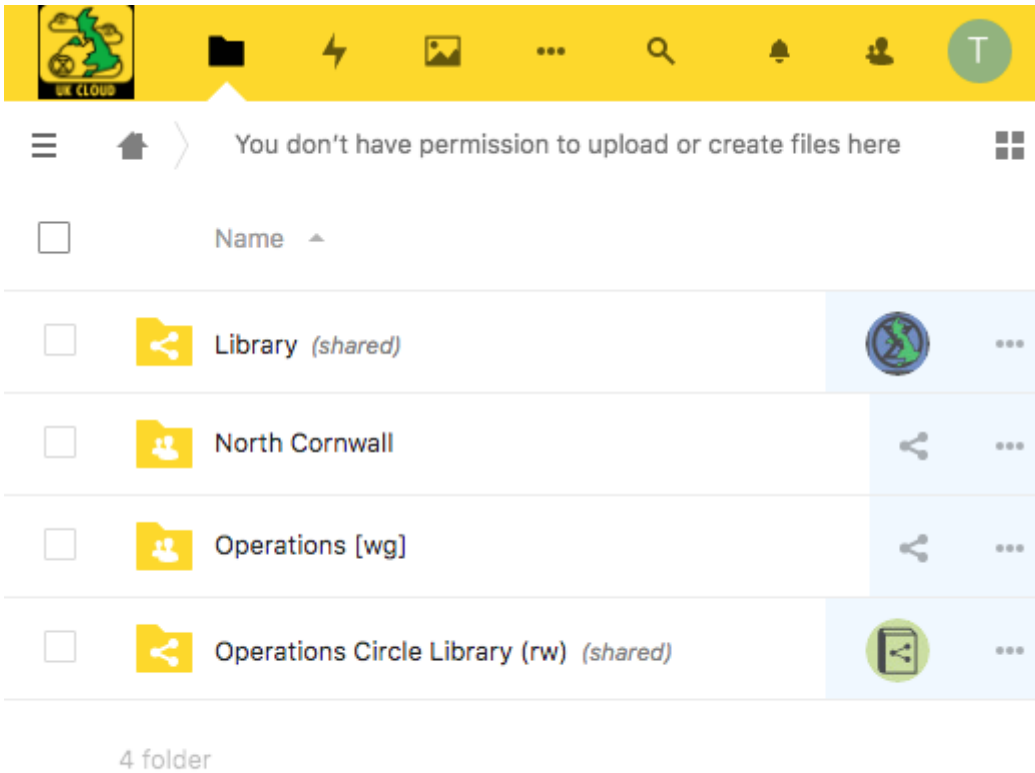 UK CLOUD
T
You don't have permission to upload or create files here
Name
Library (shared)
North Cornwall
Operations [wg]
Operations Circle Library (rw) (shared)
4 folder